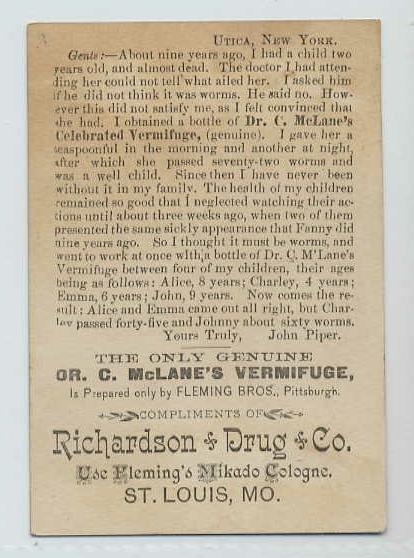 UTICA, NEW YORK.
Gents:—About nine years ago, I had a child two
years old, and almost dead. The doctor I had atten-
ding her could not tell what ailed her. I asked him
if he did not think it was worms. He said no. How-
ever this did not satisfy me, as I felt convinced that
she had. I obtained a bottle of Dr. C. McLane's
Celebrated Vermifuge, (genuine). I gave her a
teaspoonful in the morning and another at night,
after which she passed seventy-two worms and
was a well child. Since then I have never been
without it in my family. The health of my children
remained so good that I neglected watching their ac-
tions until about three weeks ago, when two of them
presented the same sickly appearance that Fanny did
nine years ago. So I thought it must be worms, and
went to work at once with a bottle of Dr. C. M'Lane's
Vermifuge between four of my children, their ages
being as follows: Alice, 8 years; Charley, 4 years;
Emma, 6 years; John, 9 years. Now comes the re-
sult: Alice and Emma came out all right, but Char-
ley passed forty-five and Johnny about sixty worms.
Yours Truly, John Piper.
THE ONLY GENUINE
DR. C. McLANE'S VERMIFUGE,
Is Prepared only by FLEMING BROS., Pittsburgh.
COMPLIMENTS OF
Richardson & Drug & Co.
Use Fleming's Mikado Cologne.
ST. LOUIS, MO.